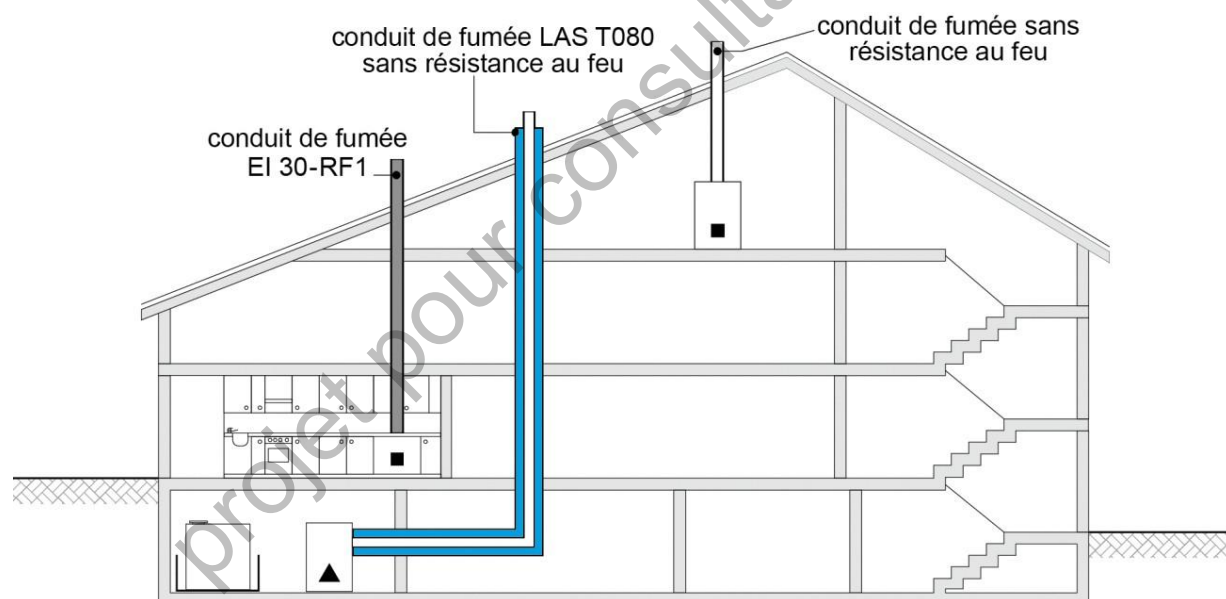 conduit de fumée LAS T080
sans résistance au feu
conduit de fumée sans
résistance au feu
conduit de fumée
EI 30-RF1
projet pour consulta